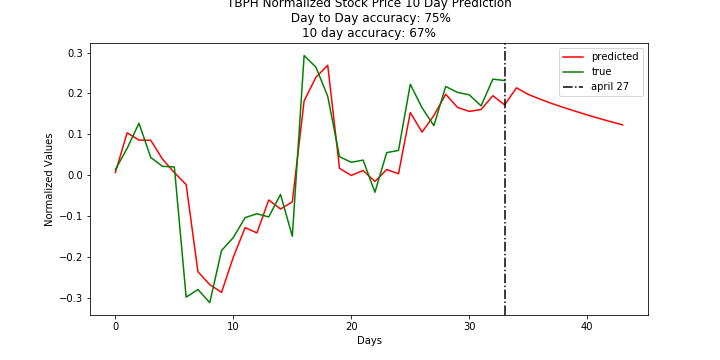 TBPH Normalized Stock Price 10 Day Prediction
Day to Day accuracy: 75%
10 day accuracy: 67%
0.3
0.2
0.1
0.0
−0.1
−0.2
−0.3
Normalized Values
predicted
true
april 27
0
10
20
30
40
Days